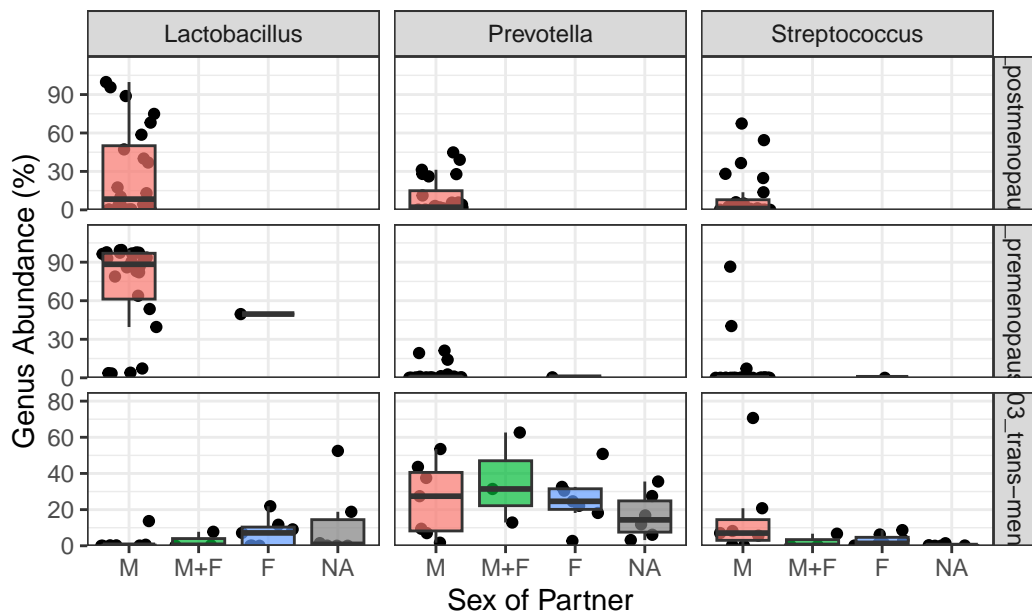 Lactobacillus Prevotella Streptococcus
Genus Abundance (%)
90
60
30
0
_postmenopau
90
60
30
0
_premenopaus
80
60
40
20
0
03_trans−men
M M+F F NA M M+F F NA M M+F F NA
Sex of Partner